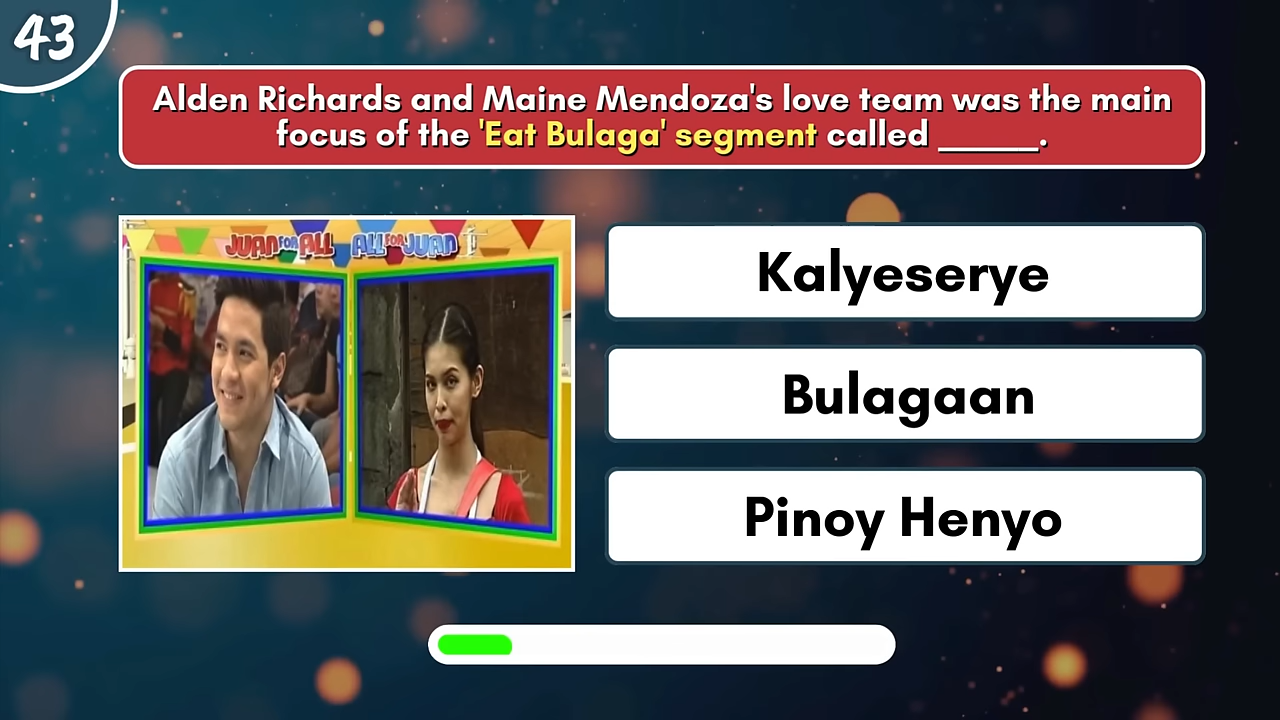 43
Alden Richards and Maine Mendoza's love team was the main
focus of the 'Eat Bulaga' segment called ______.
JUAN FOR ALL ALL FOR JUAN
Kalyeserye
Bulagaan
Pinoy Henyo